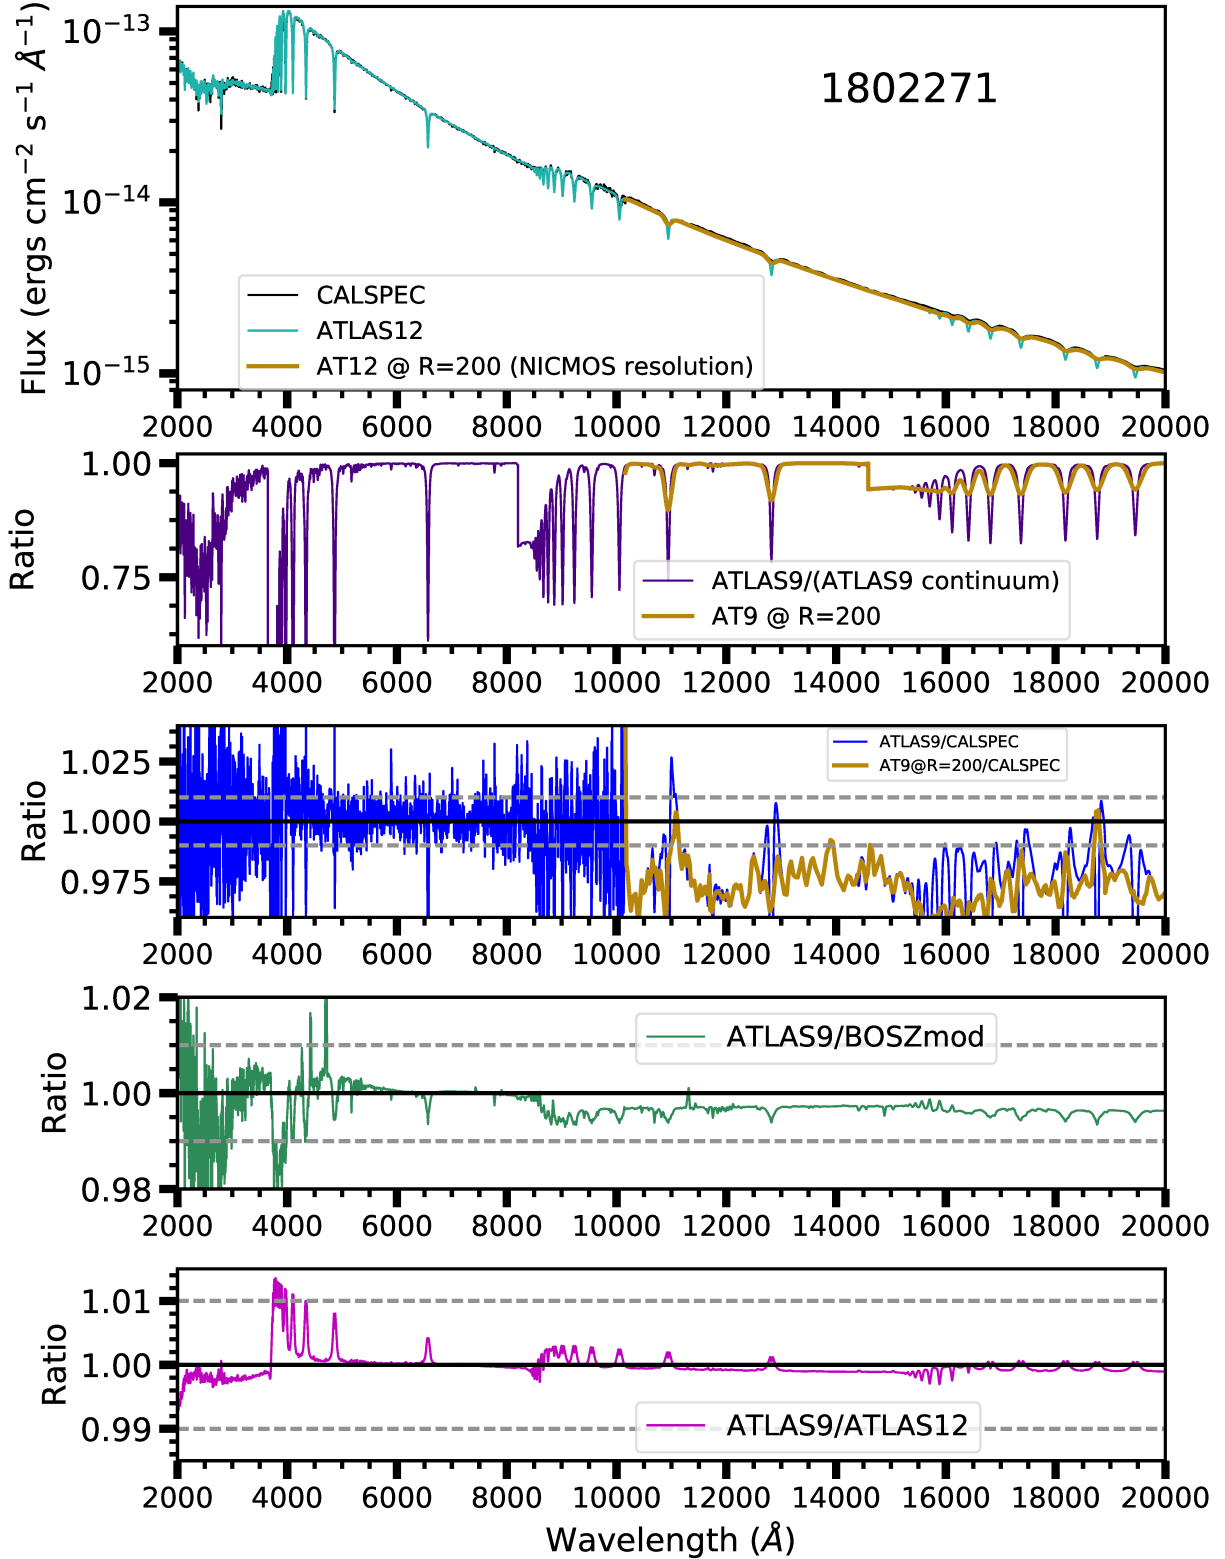 10⁻¹³
10⁻¹⁴
10⁻¹⁵
Flux (ergs cm⁻² s⁻¹ Å⁻¹)
1802271
CALSPEC
ATLAS12
AT12 @ R=200 (NICMOS resolution)
2000 4000 6000 8000 10000 12000 14000 16000 18000 20000
1.00
0.75
Ratio
ATLAS9/(ATLAS9 continuum)
AT9 @ R=200
2000 4000 6000 8000 10000 12000 14000 16000 18000 20000
1.025
1.000
0.975
Ratio
ATLAS9/CALSPEC
AT9@R=200/CALSPEC
2000 4000 6000 8000 10000 12000 14000 16000 18000 20000
1.02
1.00
0.98
Ratio
ATLAS9/BOSZmod
2000 4000 6000 8000 10000 12000 14000 16000 18000 20000
1.01
1.00
0.99
Ratio
ATLAS9/ATLAS12
2000 4000 6000 8000 10000 12000 14000 16000 18000 20000
Wavelength (Å)